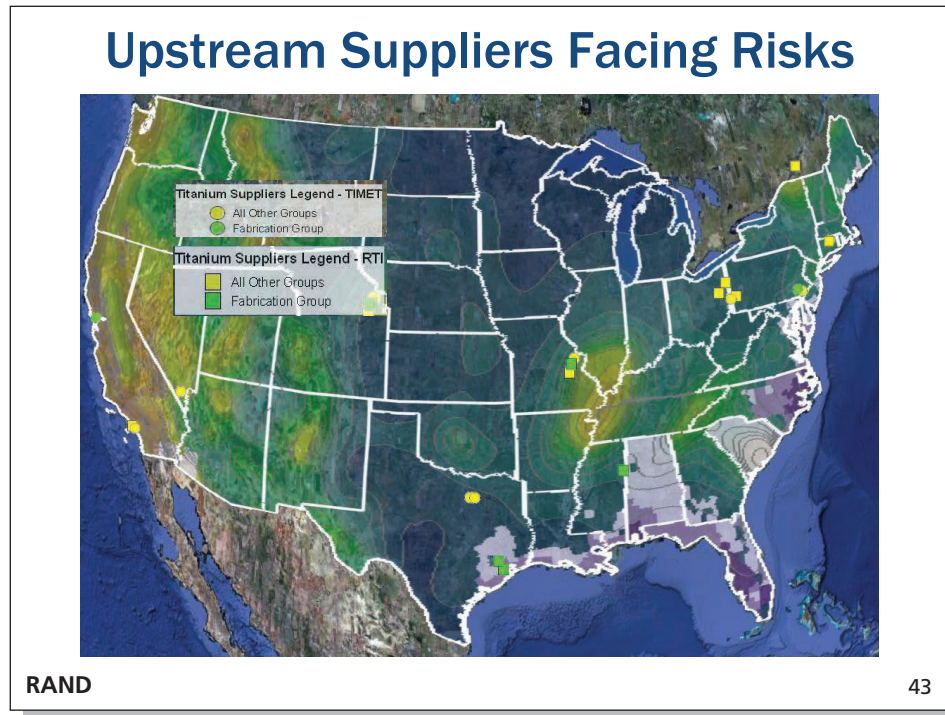 Upstream Suppliers Facing Risks
Titanium Suppliers Legend - TIMET
All Other Groups
Fabrication Group
Titanium Suppliers Legend - RTI
All Other Groups
Fabrication Group
RAND
43